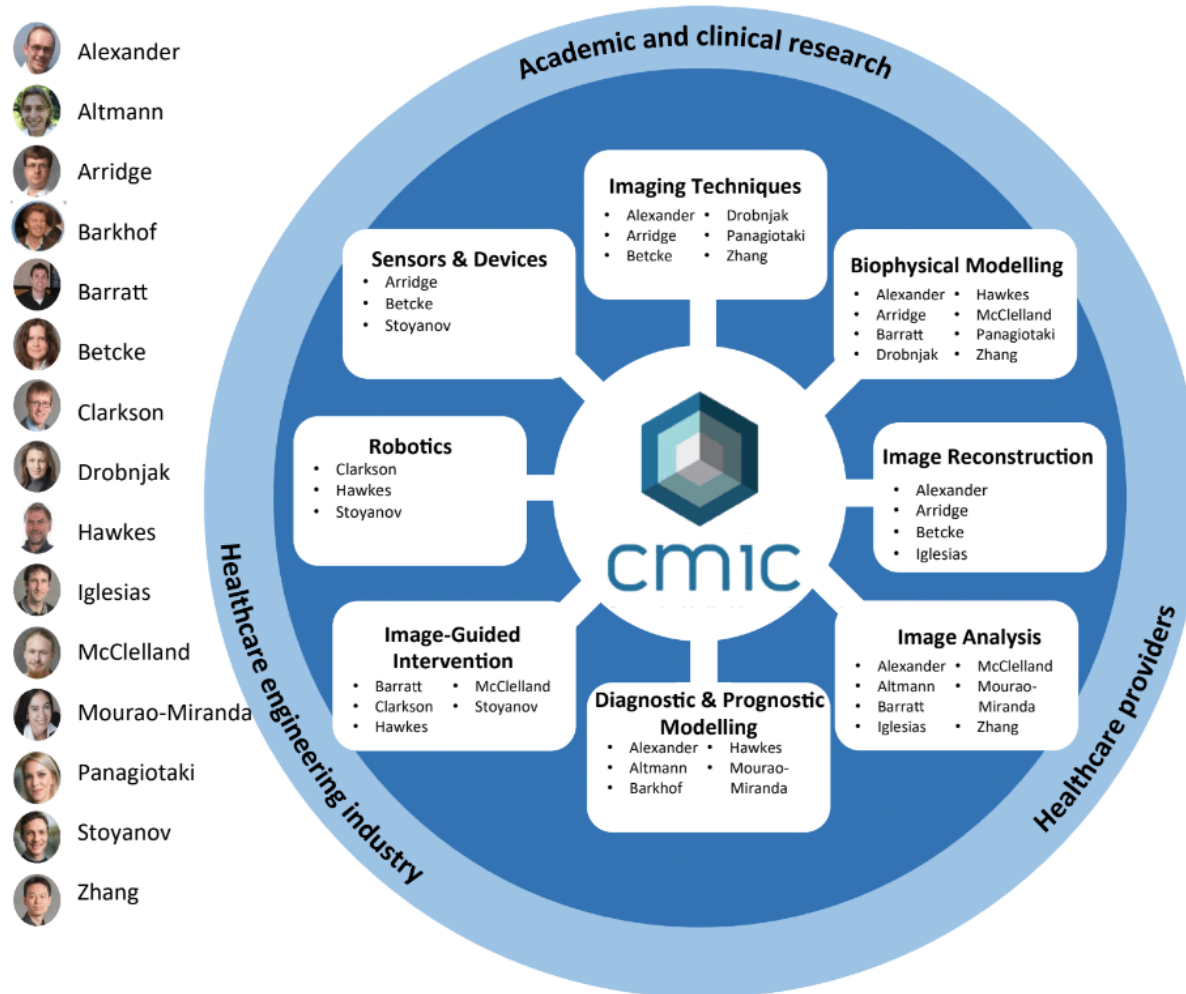 Alexander
Altmann
Arridge
Barkhof
Barratt
Betcke
Clarkson
Drobnjak
Hawkes
Iglesias
McClelland
Mourao-Miranda
Panagiotaki
Stoyanov
Zhang
Academic and clinical research
Imaging Techniques
• Alexander • Drobnjak
• Arridge • Panagiotaki
• Betcke • Zhang
Sensors & Devices
• Arridge
• Betcke
• Stoyanov
Biophysical Modelling
• Alexander • Hawkes
• Arridge • McClelland
• Barratt • Panagiotaki
• Drobnjak • Zhang
Robotics
• Clarkson
• Hawkes
• Stoyanov
cmic
Image Reconstruction
• Alexander
• Arridge
• Betcke
• Iglesias
Image-Guided
Intervention
• Barratt • McClelland
• Clarkson • Stoyanov
• Hawkes
Diagnostic & Prognostic
Modelling
• Alexander • Hawkes
• Altmann • Mourao-
• Barkhof Miranda
Image Analysis
• Alexander • McClelland
• Altmann • Mourao-
• Barratt Miranda
• Iglesias • Zhang
Healthcare engineering industry
Healthcare providers